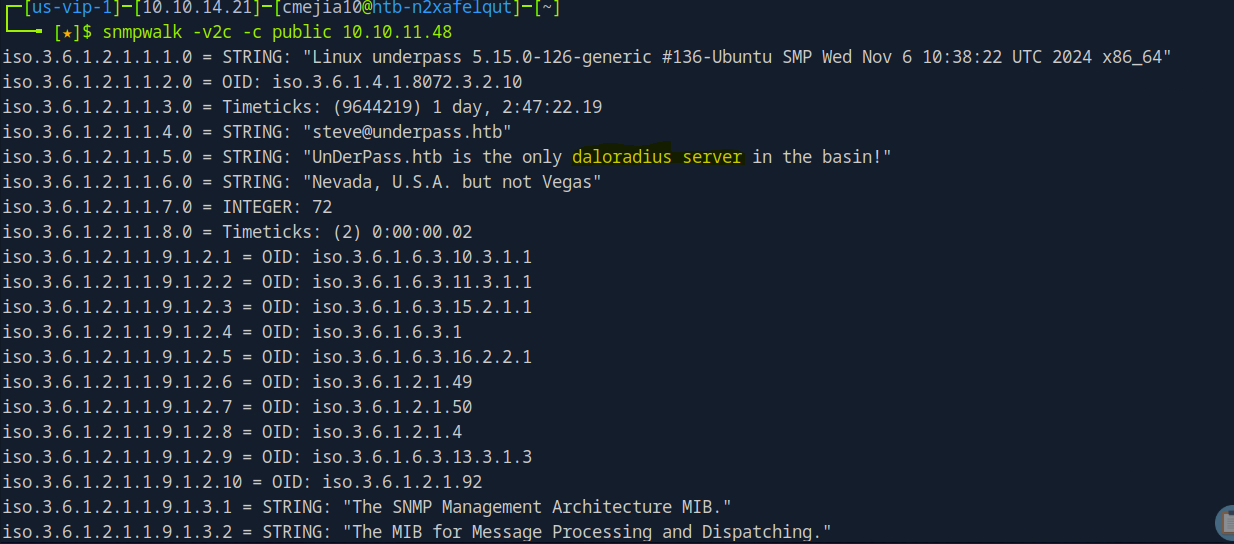 [us-vip-1]-[10.10.14.21]-[cmejia10@htb-n2xafelqut]-[~]
[★]$ snmpwalk -v2c -c public 10.10.11.48
iso.3.6.1.2.1.1.1.0 = STRING: "Linux underpass 5.15.0-126-generic #136-Ubuntu SMP Wed Nov 6 10:38:22 UTC 2024 x86_64"
iso.3.6.1.2.1.1.2.0 = OID: iso.3.6.1.4.1.8072.3.2.10
iso.3.6.1.2.1.1.3.0 = Timeticks: (9644219) 1 day, 2:47:22.19
iso.3.6.1.2.1.1.4.0 = STRING: "steve@underpass.htb"
iso.3.6.1.2.1.1.5.0 = STRING: "UnDerPass.htb is the only daloradius server in the basin!"
iso.3.6.1.2.1.1.6.0 = STRING: "Nevada, U.S.A. but not Vegas"
iso.3.6.1.2.1.1.7.0 = INTEGER: 72
iso.3.6.1.2.1.1.8.0 = Timeticks: (2) 0:00:00.02
iso.3.6.1.2.1.1.9.1.2.1 = OID: iso.3.6.1.6.3.10.3.1.1
iso.3.6.1.2.1.1.9.1.2.2 = OID: iso.3.6.1.6.3.11.3.1.1
iso.3.6.1.2.1.1.9.1.2.3 = OID: iso.3.6.1.6.3.15.2.1.1
iso.3.6.1.2.1.1.9.1.2.4 = OID: iso.3.6.1.6.3.1
iso.3.6.1.2.1.1.9.1.2.5 = OID: iso.3.6.1.6.3.16.2.2.1
iso.3.6.1.2.1.1.9.1.2.6 = OID: iso.3.6.1.2.1.49
iso.3.6.1.2.1.1.9.1.2.7 = OID: iso.3.6.1.2.1.50
iso.3.6.1.2.1.1.9.1.2.8 = OID: iso.3.6.1.2.1.4
iso.3.6.1.2.1.1.9.1.2.9 = OID: iso.3.6.1.6.3.13.3.1.3
iso.3.6.1.2.1.1.9.1.2.10 = OID: iso.3.6.1.2.1.92
iso.3.6.1.2.1.1.9.1.3.1 = STRING: "The SNMP Management Architecture MIB."
iso.3.6.1.2.1.1.9.1.3.2 = STRING: "The MIB for Message Processing and Dispatching."